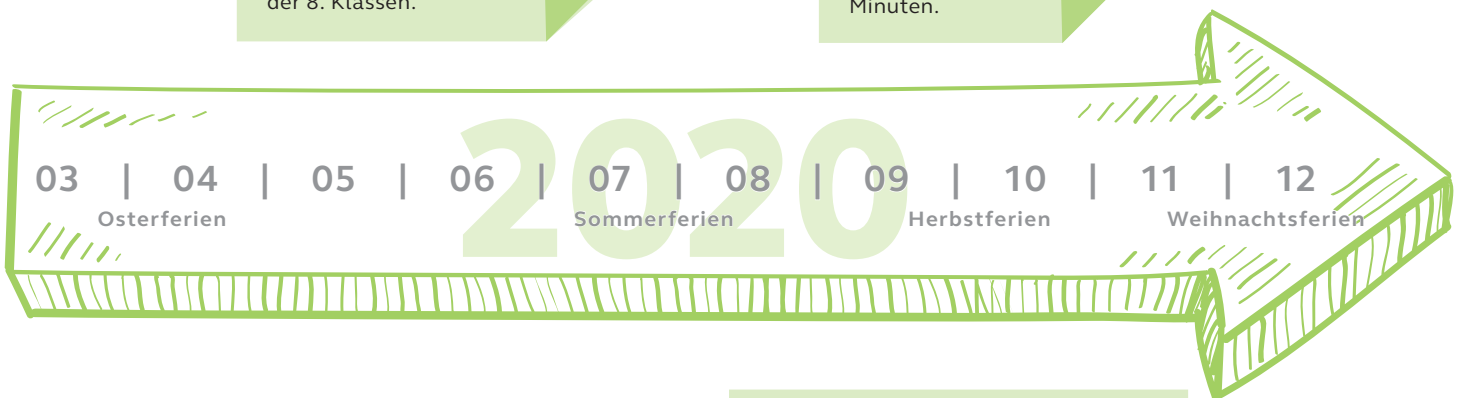 der 8. Klassen.
Minuten.
2020
03 | 04 | 05 | 06 | 07 | 08 | 09 | 10 | 11 | 12
Osterferien Sommerferien Herbstferien Weihnachtsferien